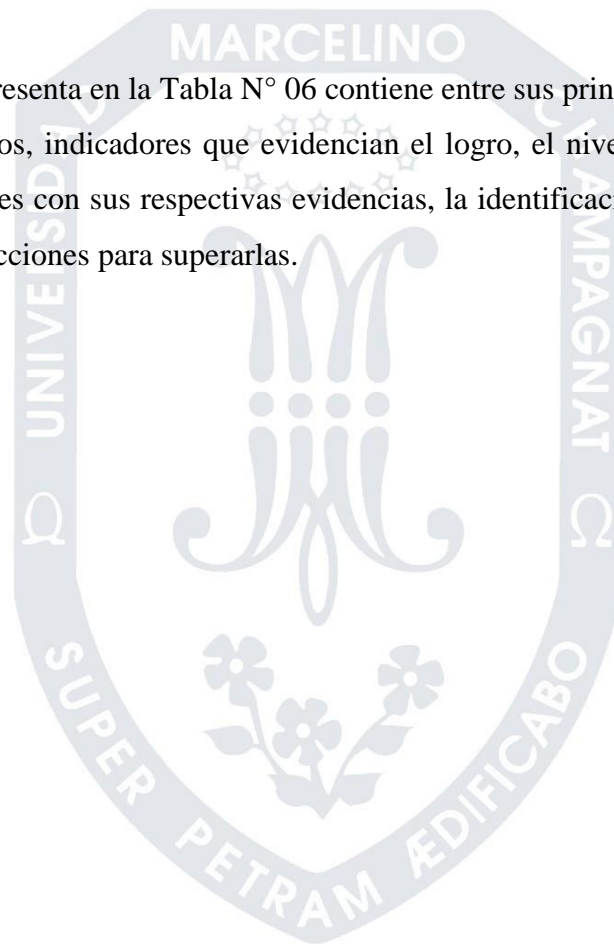 MARCELINO
resenta en la Tabla N° 06 contiene entre sus prin
os, indicadores que evidencian el logro, el nive
es con sus respectivas evidencias, la identificac
cciones para superarlas.
UNIVERSIDAD
CHAMPAGNAT
Ω
Ω
SUPER PETRAM ÆDIFICABO